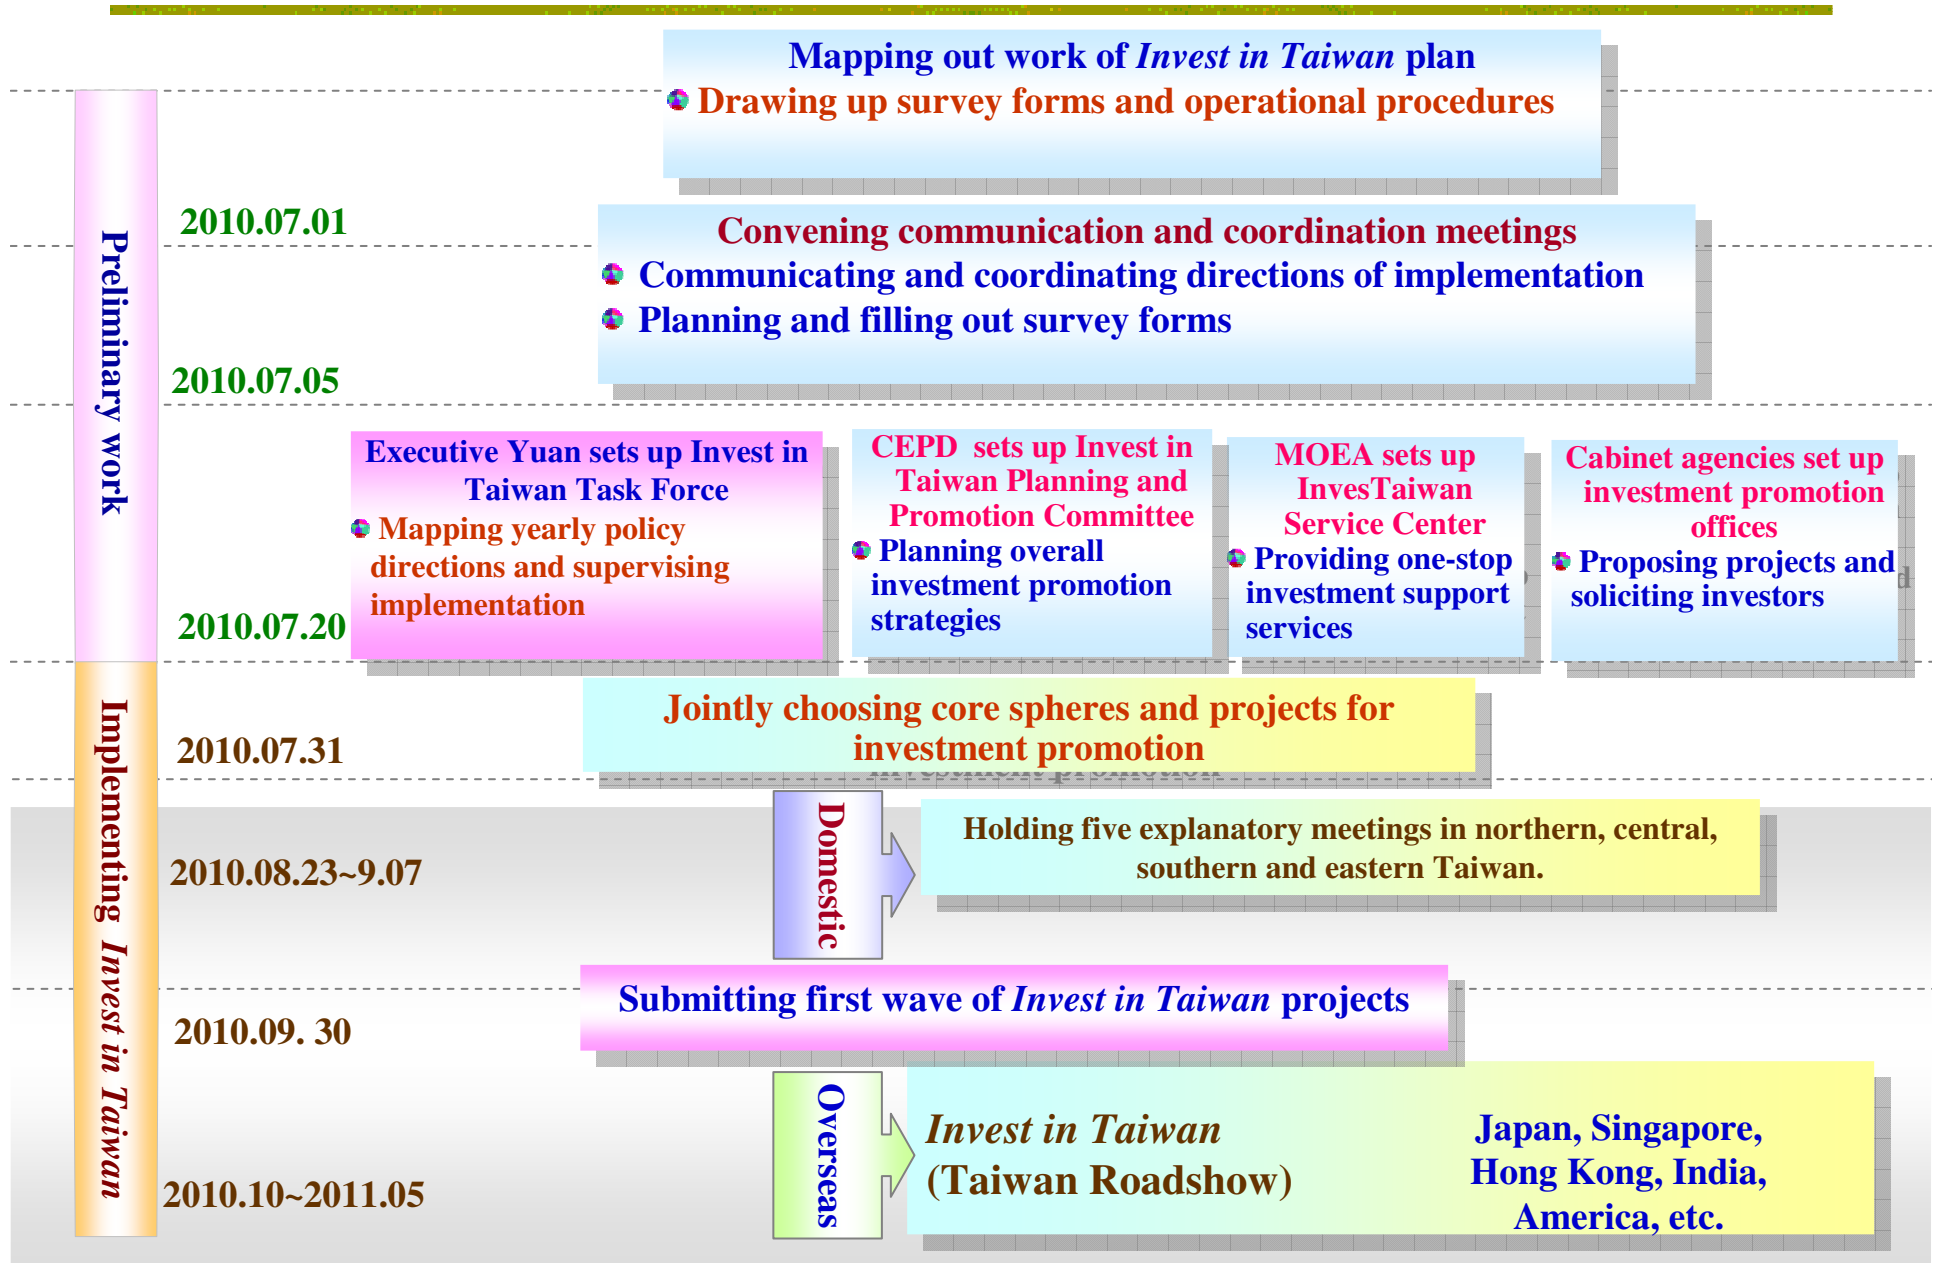 Mapping out work of Invest in Taiwan plan
Drawing up survey forms and operational procedures
Preliminary work
2010.07.01
Convening communication and coordination meetings
Communicating and coordinating directions of implementation
Planning and filling out survey forms
2010.07.05
Executive Yuan sets up Invest in
Taiwan Task Force
Mapping yearly policy
directions and supervising
implementation
CEPD sets up Invest in
Taiwan Planning and
Promotion Committee
Planning overall
investment promotion
strategies
MOEA sets up
InvesTaiwan
Service Center
Providing one-stop
investment support
services
Cabinet agencies set up
investment promotion
offices
Proposing projects and
soliciting investors
2010.07.20
Implementing Invest in Taiwan
Jointly choosing core spheres and projects for
investment promotion
2010.07.31
Domestic
Holding five explanatory meetings in northern, central,
southern and eastern Taiwan.
2010.08.23~9.07
Submitting first wave of Invest in Taiwan projects
2010.09. 30
Overseas
Invest in Taiwan
(Taiwan Roadshow)
Japan, Singapore,
Hong Kong, India,
America, etc.
2010.10~2011.05